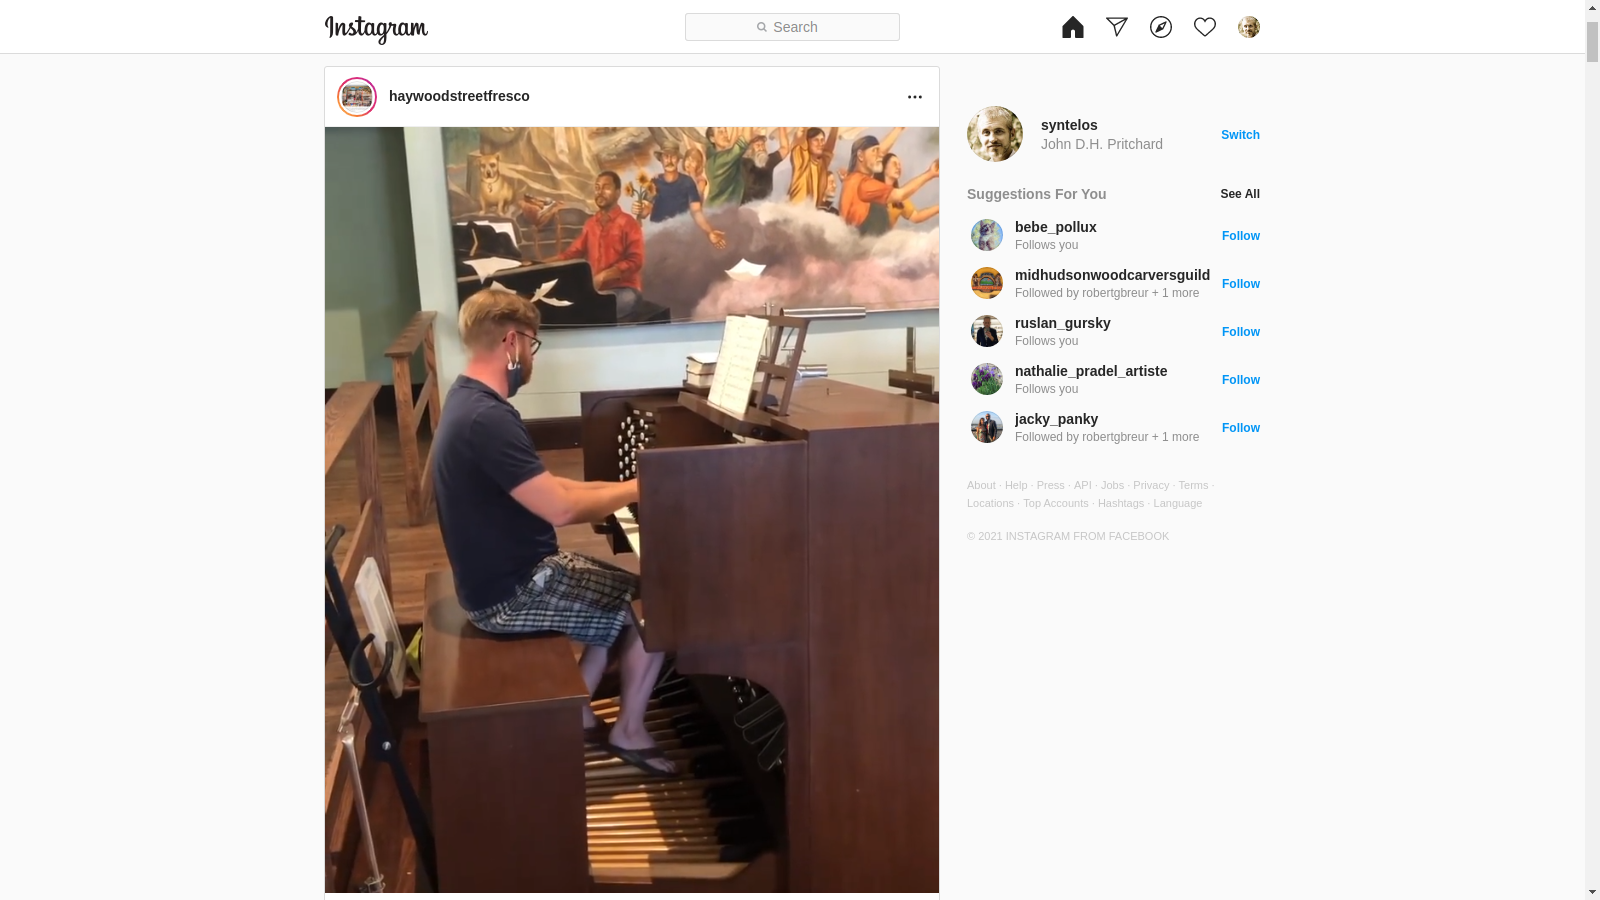 Instagram
Search
haywoodstreetfresco
syntelos
John D.H. Pritchard
Switch
Suggestions For You
See All
bebe_pollux
Follows you
Follow
midhudsonwoodcarversguild
Followed by robertgbreur + 1 more
Follow
ruslan_gursky
Follows you
Follow
nathalie_pradel_artiste
Follows you
Follow
jacky_panky
Followed by robertgbreur + 1 more
Follow
About · Help · Press · API · Jobs · Privacy · Terms ·
Locations · Top Accounts · Hashtags · Language
© 2021 INSTAGRAM FROM FACEBOOK